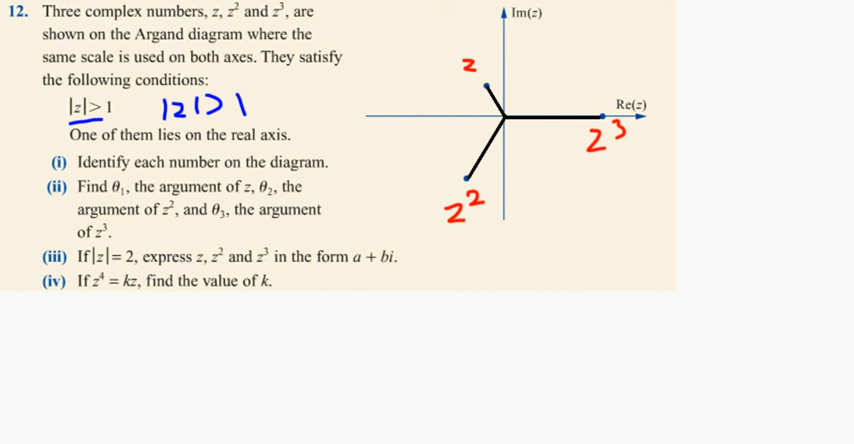 12. Three complex numbers, z, z² and z³, are
shown on the Argand diagram where the
same scale is used on both axes. They satisfy
the following conditions:
|z| > 1 |z| > 1
One of them lies on the real axis.
(i) Identify each number on the diagram.
(ii) Find θ₁, the argument of z, θ₂, the
argument of z², and θ₃, the argument
of z³.
(iii) If |z| = 2, express z, z² and z³ in the form a + bi.
(iv) If z⁴ = kz, find the value of k.
Im(z)
z
Re(z)
z³
z²